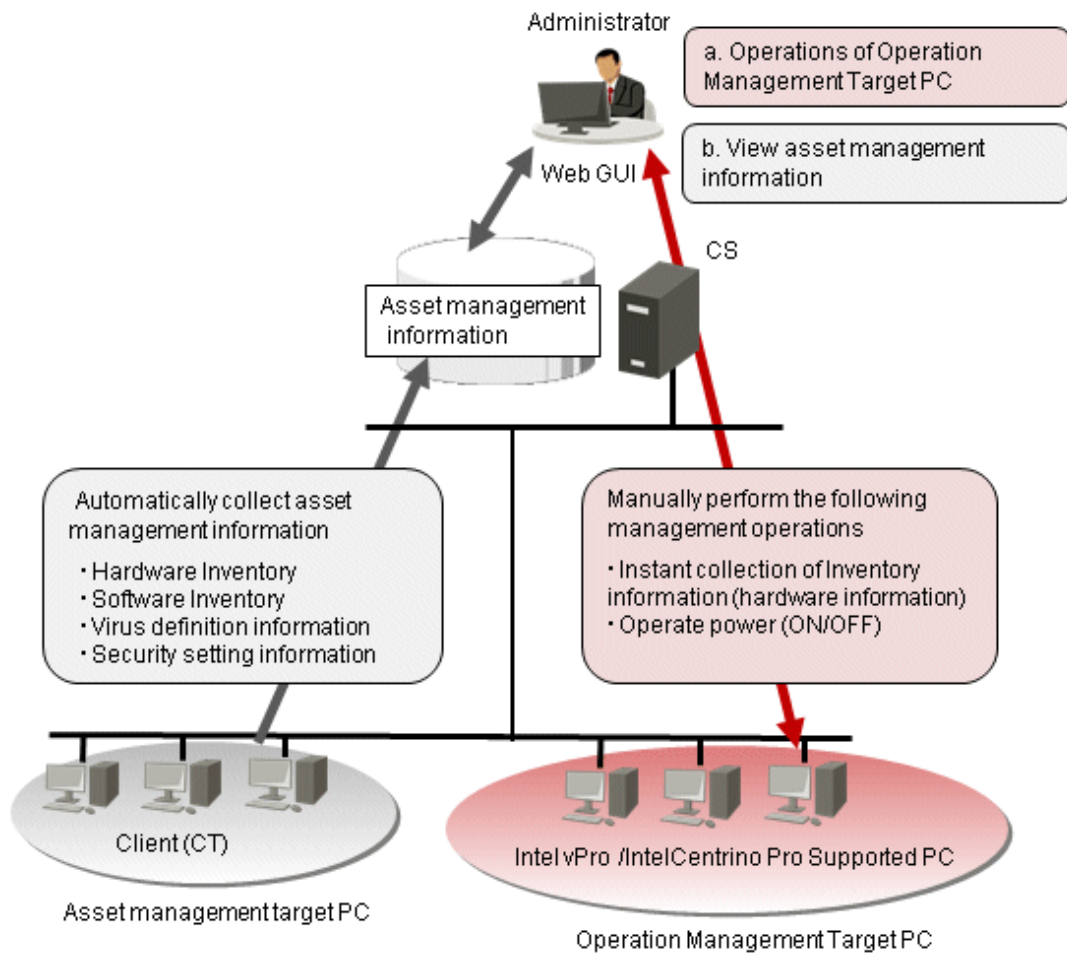 Administrator
a. Operations of Operation
Management Target PC
b. View asset management
information
Web GUI
CS
Asset management
information
Automatically collect asset
management information
・Hardware Inventory
・Software Inventory
・Virus definition information
・Security setting information
Manually perform the following
management operations
・Instant collection of Inventory
information (hardware information)
・Operate power (ON/OFF)
Client (CT)
Asset management target PC
Intel vPro /IntelCentrino Pro Supported PC
Operation Management Target PC